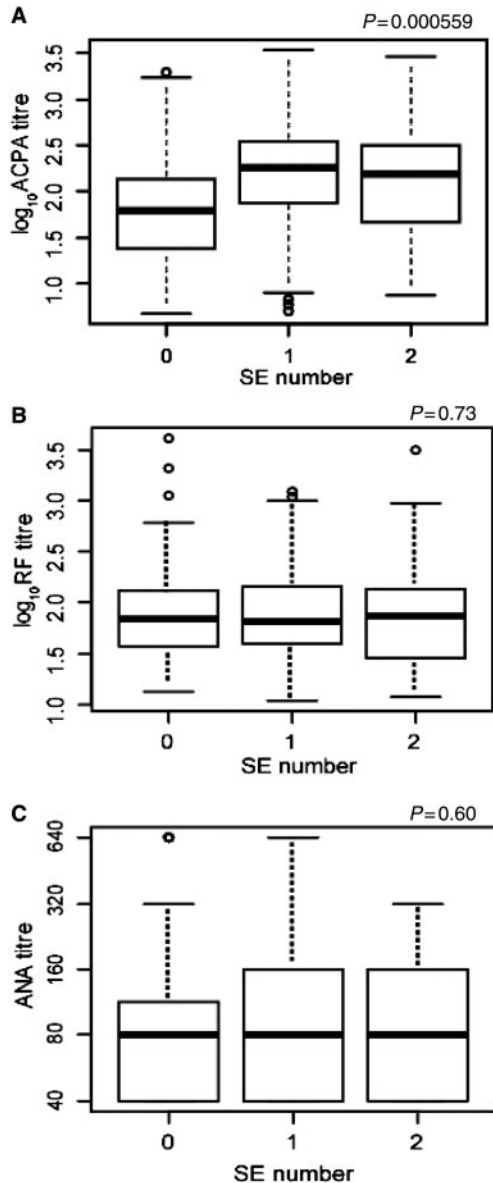 A
P=0.000559
log10ACPA titre
3.5
3.0
2.5
2.0
1.5
1.0
0 1 2
SE number
B
P=0.73
log10RF titre
3.5
3.0
2.5
2.0
1.5
1.0
0 1 2
SE number
C
P=0.60
ANA titre
640
320
160
80
40
0 1 2
SE number